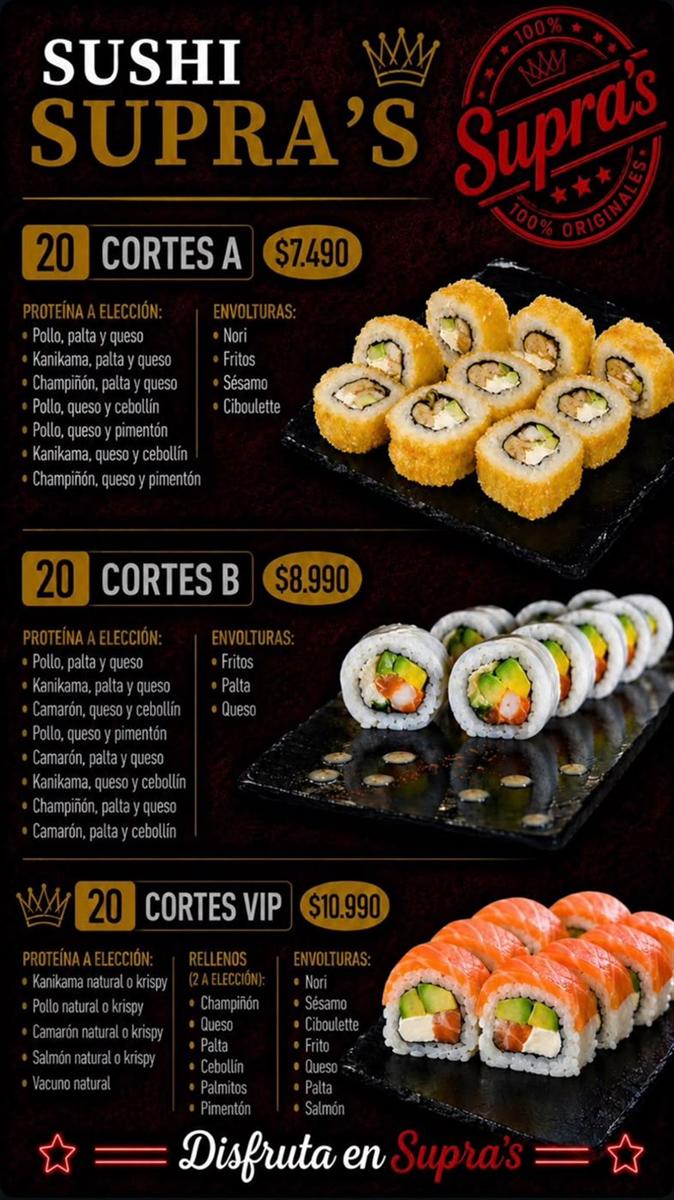 SUSHI
SUPRA'S
100%
Supra's
100% ORIGINALES
20 CORTES A $7.490
PROTEÍNA A ELECCIÓN:
• Pollo, palta y queso
• Kanikama, palta y queso
• Champiñón, palta y queso
• Pollo, queso y cebollín
• Pollo, queso y pimentón
• Kanikama, queso y cebollín
• Champiñón, queso y pimentón
ENVOLTURAS:
• Nori
• Fritos
• Sésamo
• Ciboulette
20 CORTES B $8.990
PROTEÍNA A ELECCIÓN:
• Pollo, palta y queso
• Kanikama, palta y queso
• Camarón, queso y cebollín
• Pollo, queso y pimentón
• Camarón, palta y queso
• Kanikama, queso y cebollín
• Champiñón, palta y queso
• Camarón, palta y cebollín
ENVOLTURAS:
• Fritos
• Palta
• Queso
20 CORTES VIP $10.990
PROTEÍNA A ELECCIÓN:
• Kanikama natural o krispy
• Pollo natural o krispy
• Camarón natural o krispy
• Salmón natural o krispy
• Vacuno natural
RELLENOS
(2 A ELECCIÓN):
• Champiñón
• Queso
• Palta
• Cebollín
• Palmitos
• Pimentón
ENVOLTURAS:
• Nori
• Sésamo
• Ciboulette
• Frito
• Queso
• Palta
• Salmón
Disfruta en Supra's